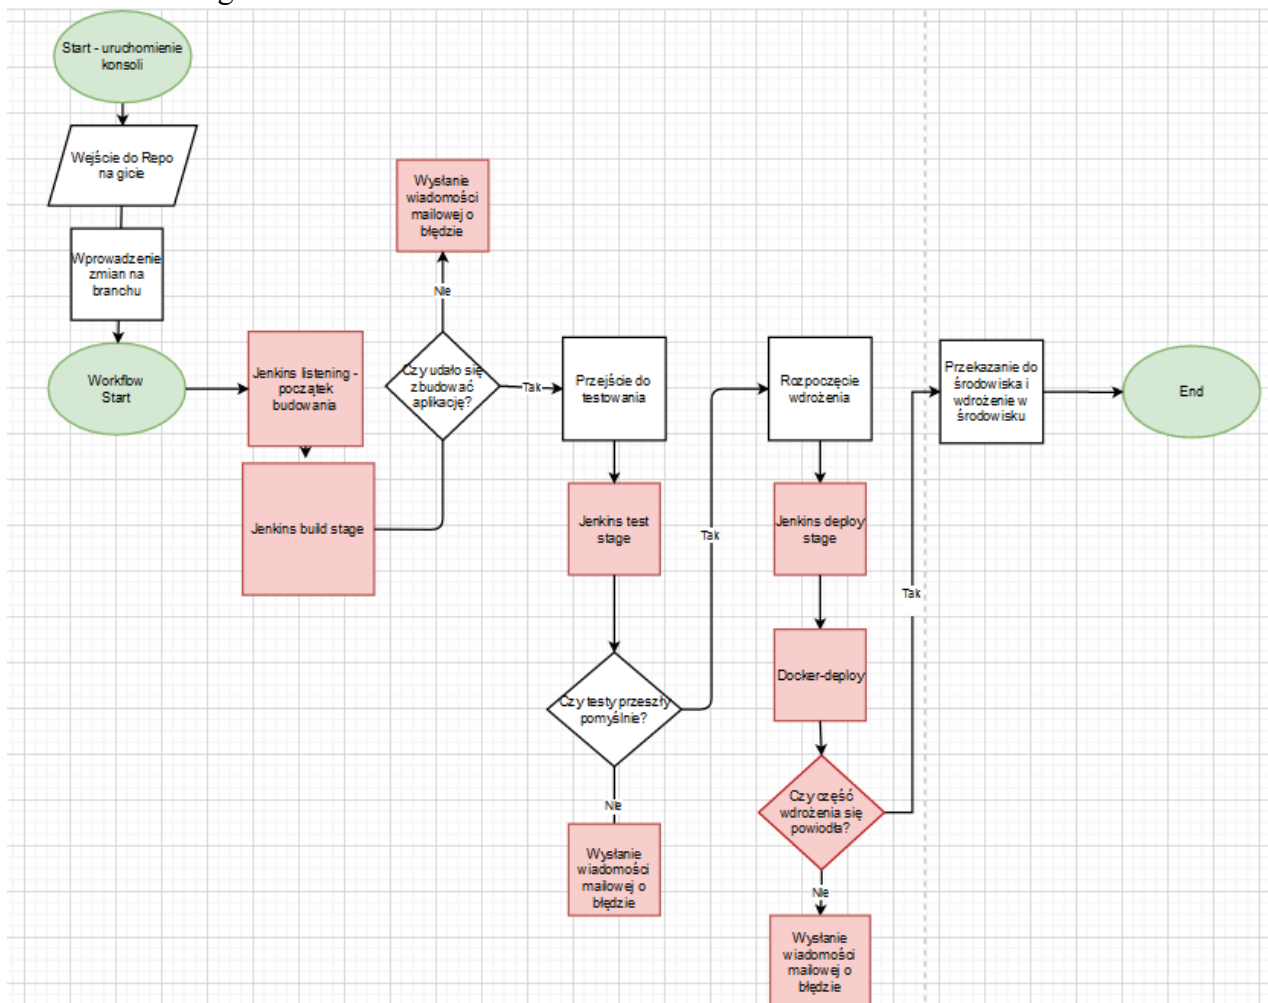 Start - uruchomienie
konsoli
Wejście do Repo
na gicie
Wprowadzenie
zmian na
branchu
Workflow
Start
Jenkins listening -
początek
budowania
Jenkins build stage
Czy udało się
zbudować
aplikację?
Nie
Wysłanie
wiadomości
mailowej o
błędzie
Tak
Przejście do
testowania
Jenkins test
stage
Czy testy przeszły
pomyślnie?
Nie
Wysłanie
wiadomości
mailowej o
błędzie
Tak
Rozpoczęcie
wdrożenia
Jenkins deploy
stage
Docker-deploy
Czy część
wdrożenia się
powiodła?
Nie
Wysłanie
wiadomości
mailowej o
błędzie
Tak
Przekazanie do
środowiska i
wdrożenie w
środowisku
End